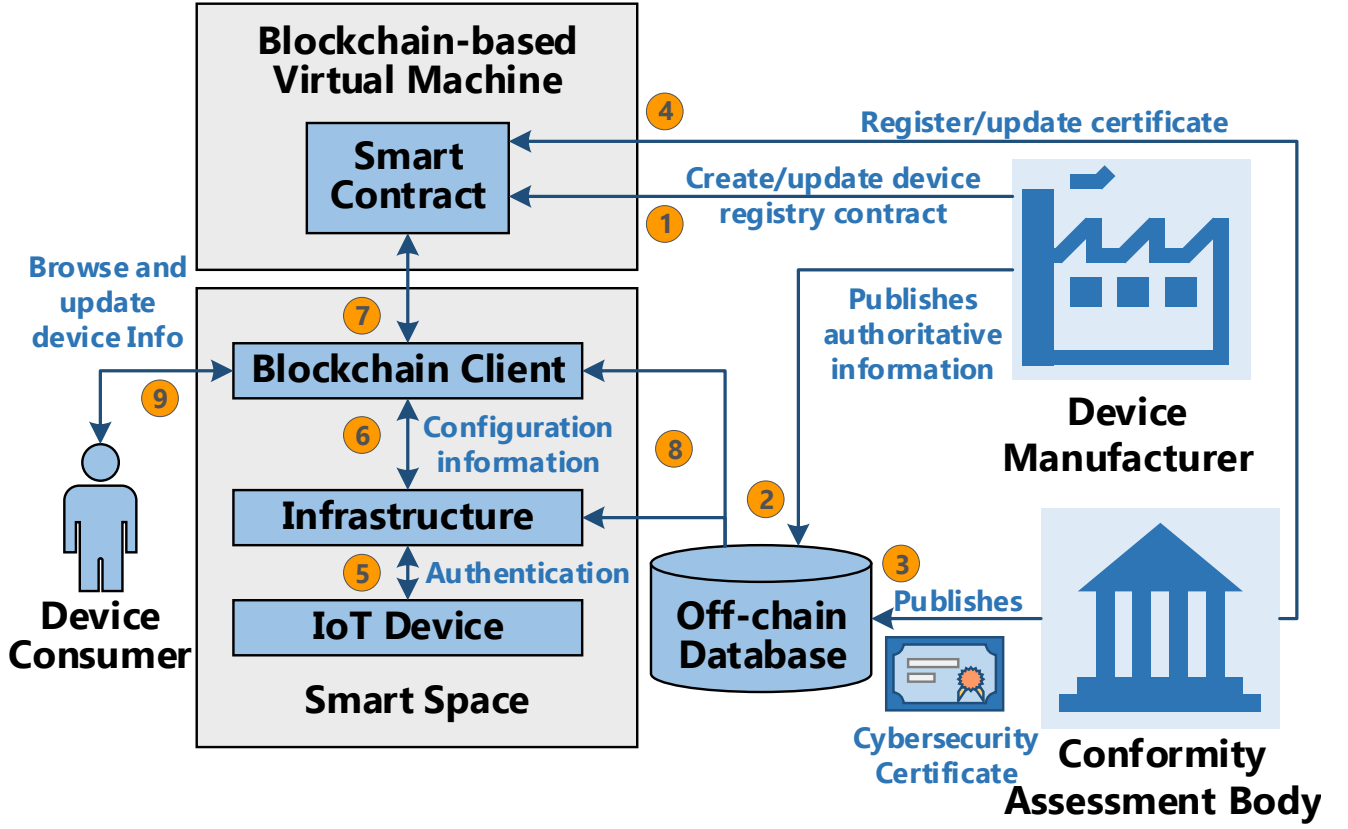 Blockchain-based
Virtual Machine
Smart
Contract
4
Register/update certificate
Create/update device
registry contract
1
Browse and
update
device Info
7
Publishes
authoritative
information
Blockchain Client
9
6
Configuration
information
8
Device
Manufacturer
Infrastructure
2
5
Authentication
3
Publishes
IoT Device
Off-chain
Database
Device
Consumer
Smart Space
Cybersecurity
Certificate
Conformity
Assessment Body